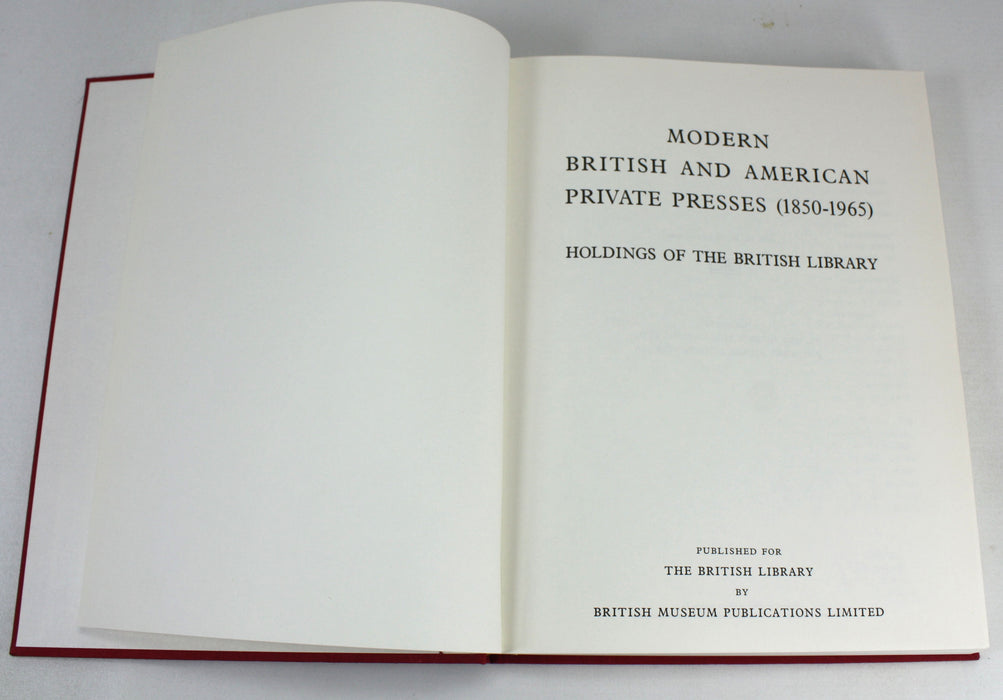 MODERN
BRITISH AND AMERICAN
PRIVATE PRESSES (1850-1965)
HOLDINGS OF THE BRITISH LIBRARY
PUBLISHED FOR
THE BRITISH LIBRARY
BY
BRITISH MUSEUM PUBLICATIONS LIMITED